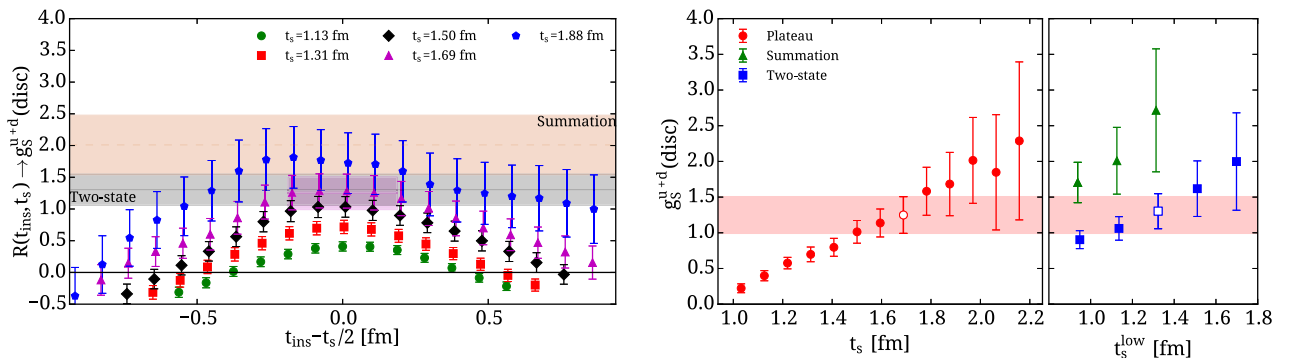 R(t_ins, t_s) → g_s^{u+d}(disc)
4.0
3.5
3.0
2.5
2.0
1.5
1.0
0.5
0.0
−0.5
t_s=1.13 fm
t_s=1.31 fm
t_s=1.50 fm
t_s=1.69 fm
t_s=1.88 fm
Summation
Two-state
−0.5 0.0 0.5
t_ins−t_s/2 [fm]
g_s^{u+d}(disc)
4.0
3.5
3.0
2.5
2.0
1.5
1.0
0.5
0.0
Plateau
Summation
Two-state
1.0 1.2 1.4 1.6 1.8 2.0 2.2
t_s [fm]
1.0 1.2 1.4 1.6 1.8
t_s^low [fm]